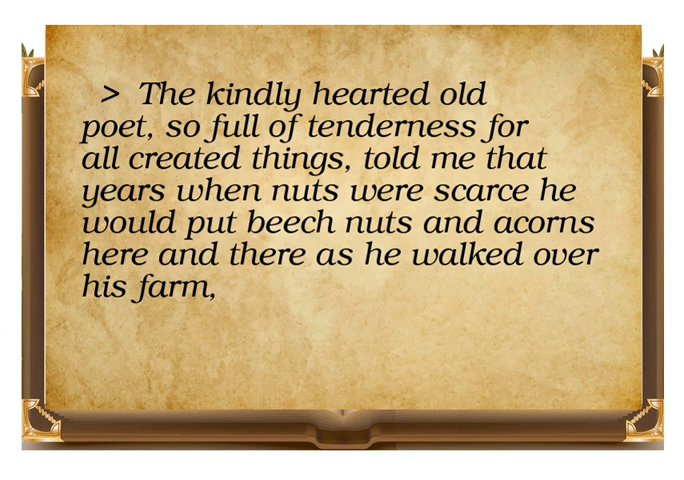 > The kindly hearted old
poet, so full of tenderness for
all created things, told me that
years when nuts were scarce he
would put beech nuts and acorns
here and there as he walked over
his farm,